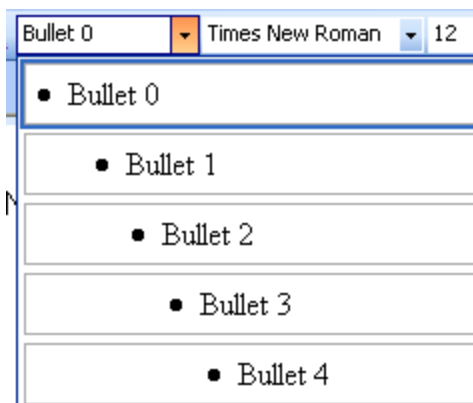 Bullet 0 Times New Roman 12
• Bullet 0
• Bullet 1
• Bullet 2
• Bullet 3
• Bullet 4